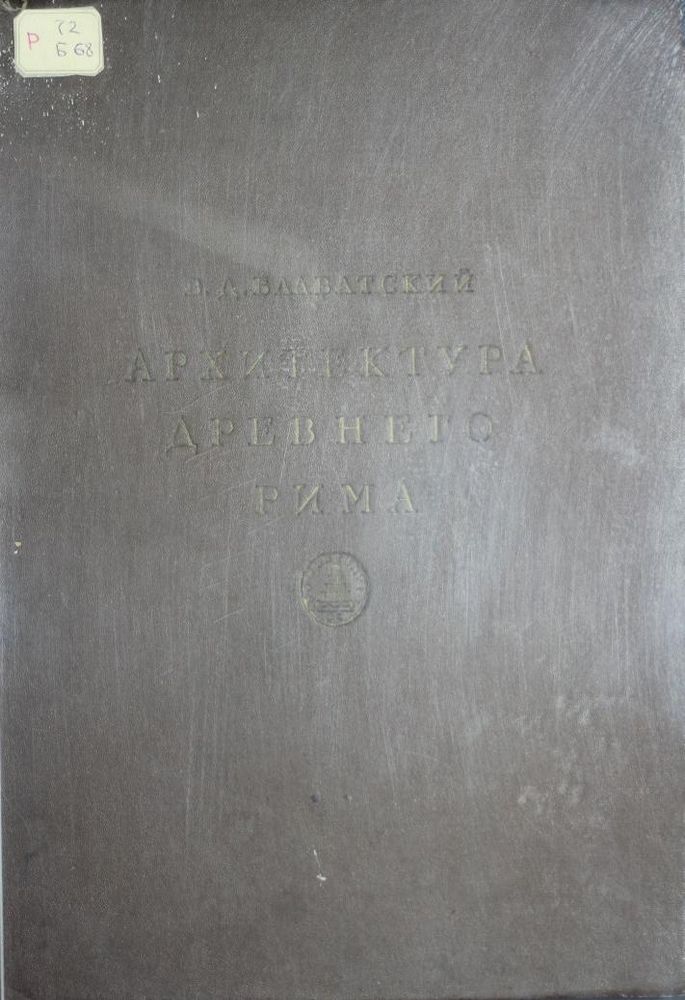 Р 72
Б 68
В. Д. БЛАВАТСКИЙ
АРХИТЕКТУРА
ДРЕВНЕГО
РИМА